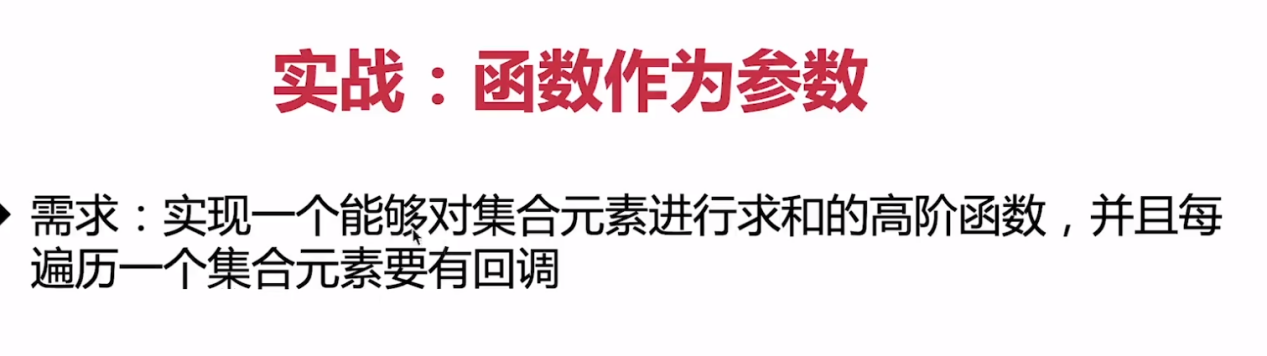 实战：函数作为参数
需求：实现一个能够对集合元素进行求和的高阶函数，并且每
遍历一个集合元素要有回调